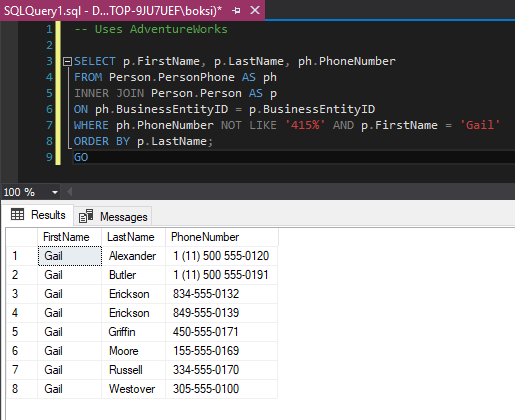 SQLQuery1.sql - D...TOP-9JU7UEF\boksi)*
1 -- Uses AdventureWorks
2
3 SELECT p.FirstName, p.LastName, ph.PhoneNumber
4 FROM Person.PersonPhone AS ph
5 INNER JOIN Person.Person AS p
6 ON ph.BusinessEntityID = p.BusinessEntityID
7 WHERE ph.PhoneNumber NOT LIKE '415%' AND p.FirstName = 'Gail'
8 ORDER BY p.LastName;
9 GO
100 %
Results Messages
FirstName LastName PhoneNumber
1 Gail Alexander 1 (11) 500 555-0120
2 Gail Butler 1 (11) 500 555-0191
3 Gail Erickson 834-555-0132
4 Gail Erickson 849-555-0139
5 Gail Griffin 450-555-0171
6 Gail Moore 155-555-0169
7 Gail Russell 334-555-0170
8 Gail Westover 305-555-0100